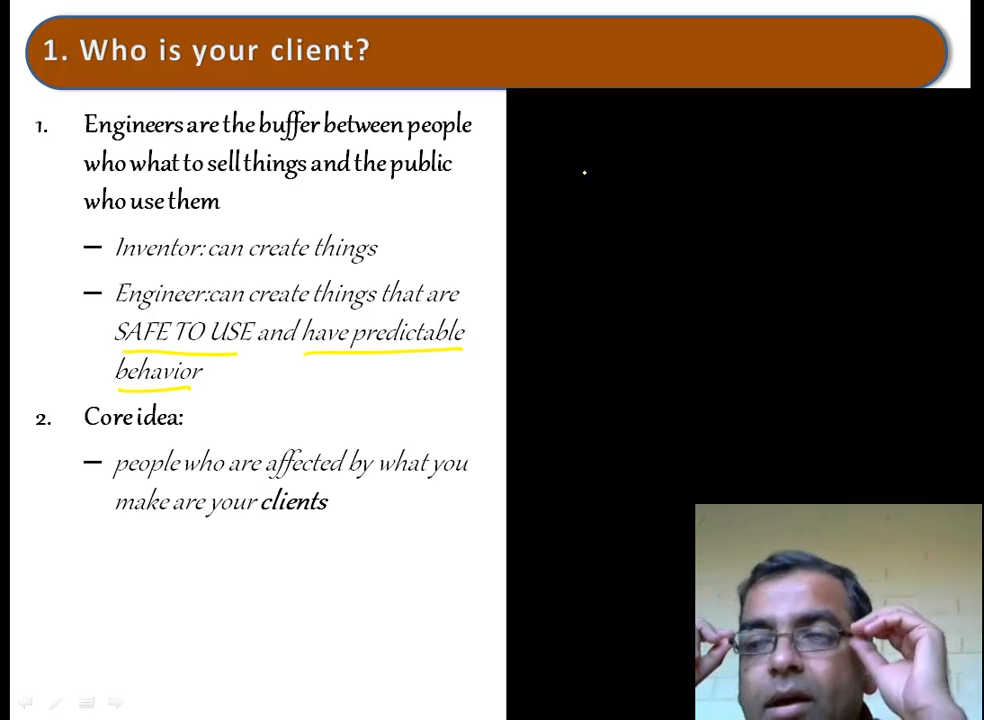 1. Who is your client?
1. Engineers are the buffer between people
who what to sell things and the public
who use them
– Inventor: can create things
– Engineer:can create things that are
SAFE TO USE and have predictable
behavior
2. Core idea:
– people who are affected by what you
make are your clients